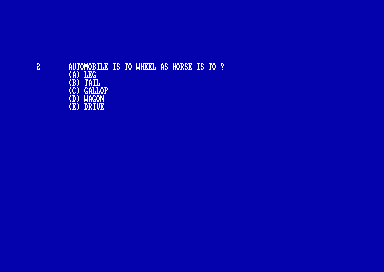 2 AUTOMOBILE IS TO WHEEL AS HORSE IS TO ?
(A) LEG
(B) TAIL
(C) GALLOP
(D) WAGON
(E) DRIVE